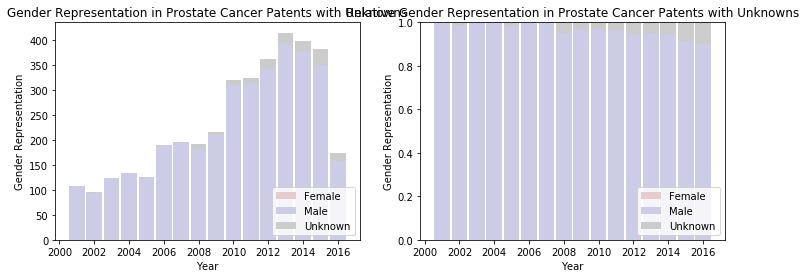 Gender Representation in Prostate Cancer Patents with Unknowns
Relative Gender Representation in Prostate Cancer Patents with Unknowns
400
350
300
250
200
150
100
50
0
Gender Representation
2000 2002 2004 2006 2008 2010 2012 2014 2016
Year
Female
Male
Unknown
1.0
0.8
0.6
0.4
0.2
0.0
Gender Representation
2000 2002 2004 2006 2008 2010 2012 2014 2016
Year
Female
Male
Unknown